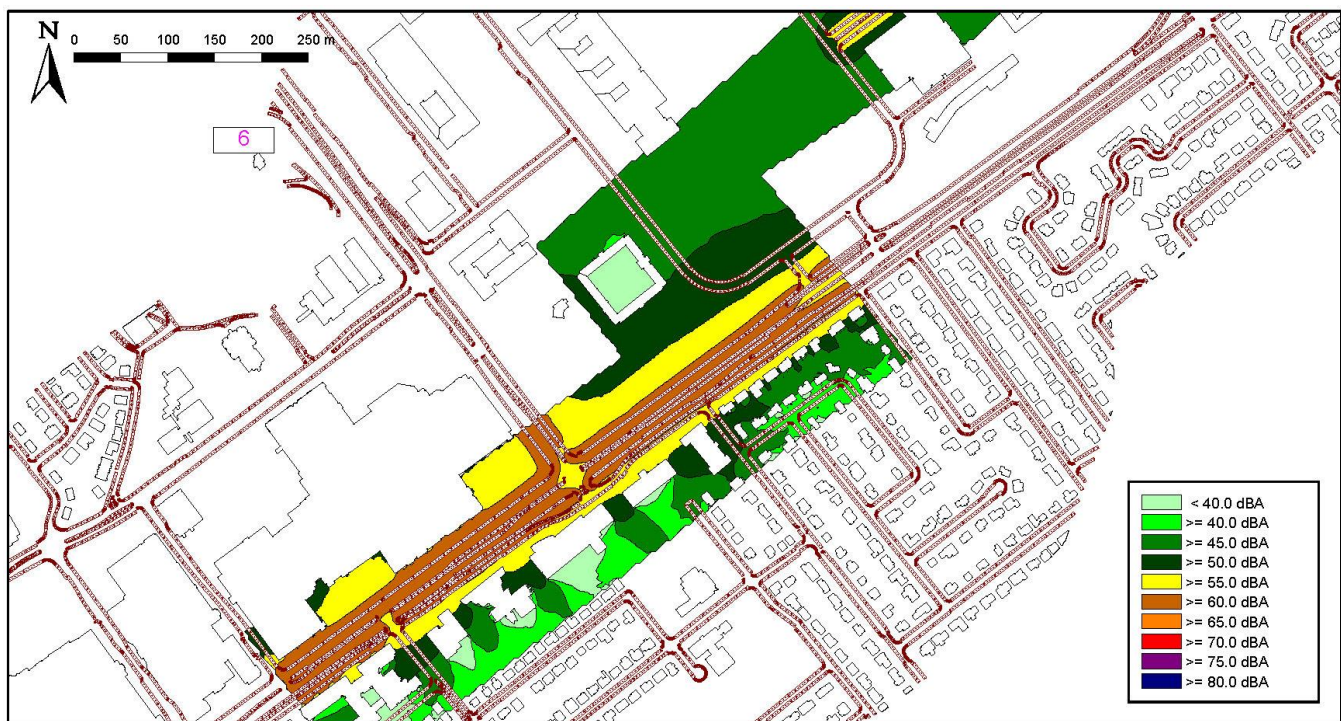 N
0 50 100 150 200 250 m
6
< 40.0 dBA
>= 40.0 dBA
>= 45.0 dBA
>= 50.0 dBA
>= 55.0 dBA
>= 60.0 dBA
>= 65.0 dBA
>= 70.0 dBA
>= 75.0 dBA
>= 80.0 dBA